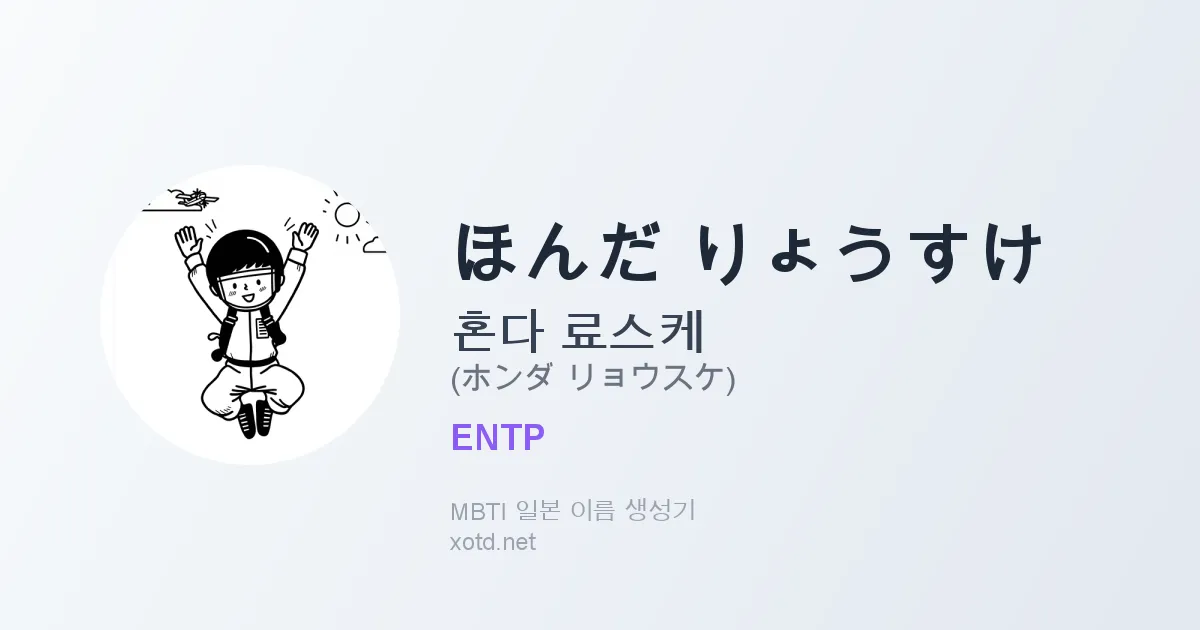 ほんだ りょうすけ
혼다 료스케
(ホンダ リョウスケ)
ENTP
MBTI 일본 이름 생성기
xotd.net